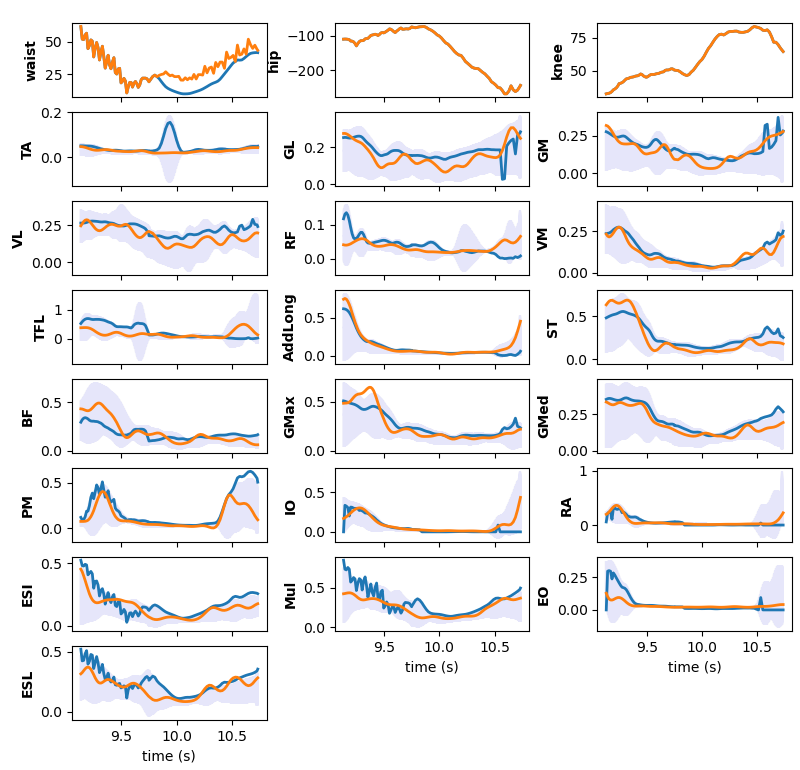 waist 50 25
hip −100 −200
knee 75 50
TA 0.2 0.0
GL 0.2 0.0
GM 0.25 0.00
VL 0.25 0.00
RF 0.1 0.0
VM 0.25 0.00
TFL 1 0
AddLong 0.5 0.0
ST 0.5 0.0
BF 0.5 0.0
GMax 0.5 0.0
GMed 0.25 0.00
PM 0.5 0.0
IO 0.5 0.0
RA 1 0
ESI 0.5 0.0
Mul 0.5 0.0
EO 0.25 0.00
9.5 10.0 10.5
time (s)
9.5 10.0 10.5
time (s)
ESL 0.5 0.0
9.5 10.0 10.5
time (s)